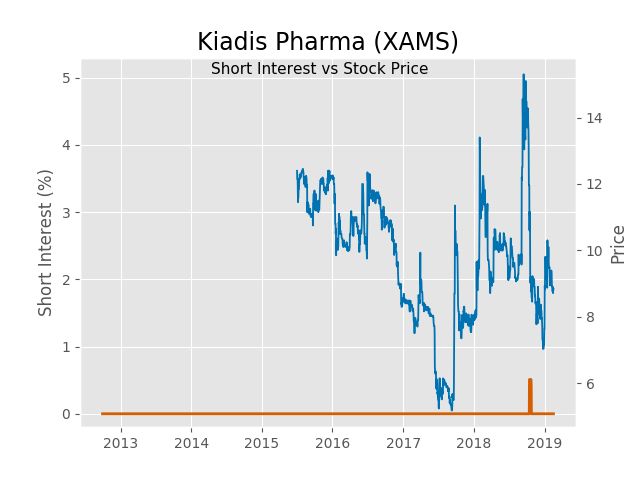 Kiadis Pharma (XAMS)
Short Interest vs Stock Price
Short Interest (%)
5
4
3
2
1
0
14
12
10
8
6
Price
2013 2014 2015 2016 2017 2018 2019